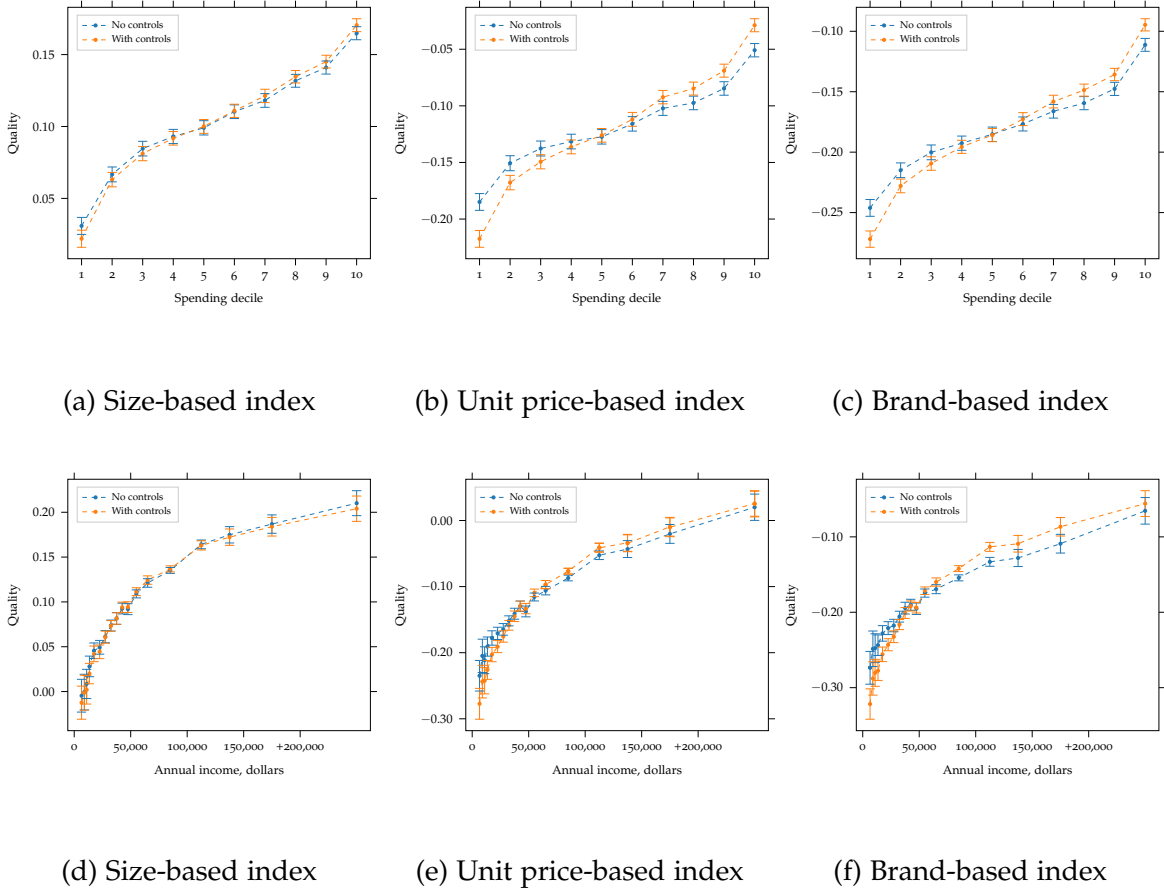 No controls
With controls
0.15
0.10
0.05
Quality
1 2 3 4 5 6 7 8 9 10
Spending decile
(a) Size-based index
No controls
With controls
−0.05
−0.10
−0.15
−0.20
Quality
1 2 3 4 5 6 7 8 9 10
Spending decile
(b) Unit price-based index
No controls
With controls
−0.10
−0.15
−0.20
−0.25
Quality
1 2 3 4 5 6 7 8 9 10
Spending decile
(c) Brand-based index
No controls
With controls
0.20
0.15
0.10
0.05
0.00
Quality
0 50,000 100,000 150,000 +200,000
Annual income, dollars
(d) Size-based index
No controls
With controls
0.00
−0.10
−0.20
−0.30
Quality
0 50,000 100,000 150,000 +200,000
Annual income, dollars
(e) Unit price-based index
No controls
With controls
−0.10
−0.20
−0.30
Quality
0 50,000 100,000 150,000 +200,000
Annual income, dollars
(f) Brand-based index